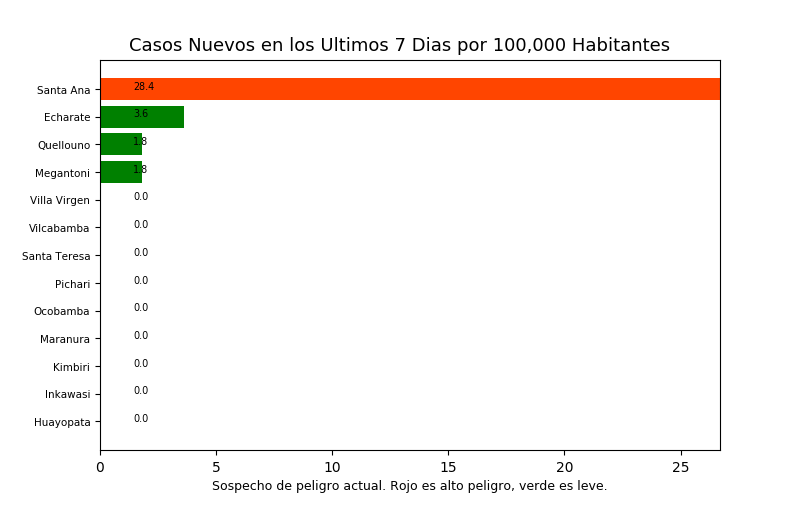 Casos Nuevos en los Ultimos 7 Dias por 100,000 Habitantes
Santa Ana 28.4
Echarate 3.6
Quellouno 1.8
Megantoni 1.8
Villa Virgen 0.0
Vilcabamba 0.0
Santa Teresa 0.0
Pichari 0.0
Ocobamba 0.0
Maranura 0.0
Kimbiri 0.0
Inkawasi 0.0
Huayopata 0.0
0 5 10 15 20 25
Sospecho de peligro actual. Rojo es alto peligro, verde es leve.